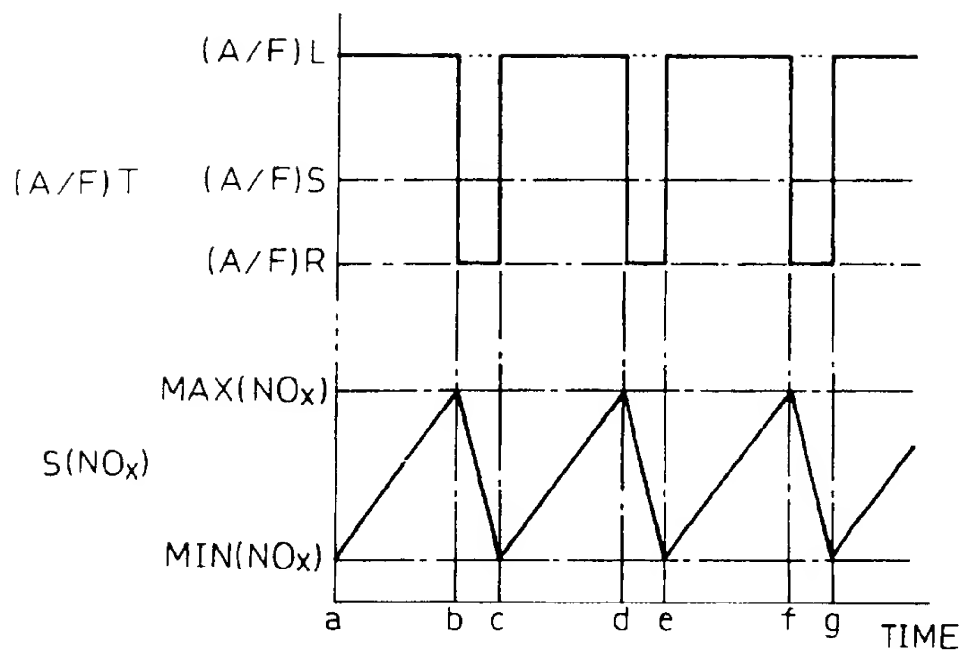 (A/F)L
(A/F)T (A/F)S
(A/F)R
MAX(NOx)
S(NOx)
MIN(NOx)
a b c d e f g
TIME